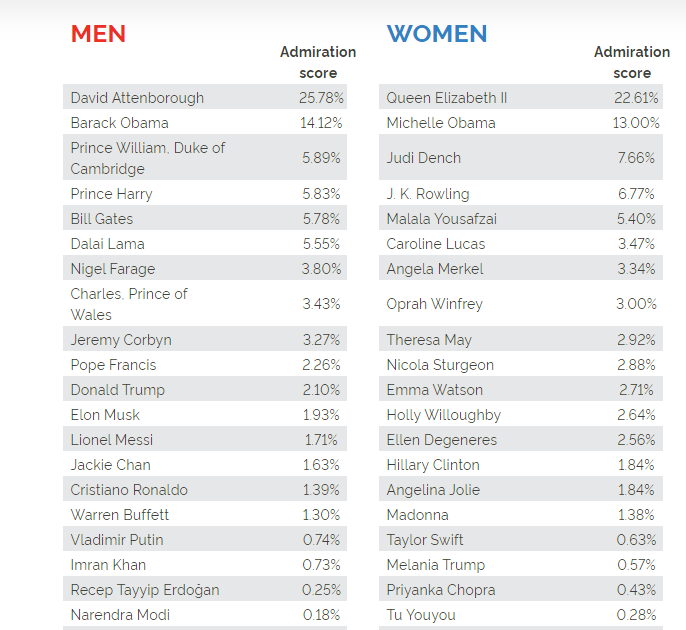 MEN WOMEN
Admiration score Admiration score
David Attenborough 25.78% Queen Elizabeth II 22.61%
Barack Obama 14.12% Michelle Obama 13.00%
Prince William, Duke of Cambridge 5.89% Judi Dench 7.66%
Prince Harry 5.83% J. K. Rowling 6.77%
Bill Gates 5.78% Malala Yousafzai 5.40%
Dalai Lama 5.55% Caroline Lucas 3.47%
Nigel Farage 3.80% Angela Merkel 3.34%
Charles, Prince of Wales 3.43% Oprah Winfrey 3.00%
Jeremy Corbyn 3.27% Theresa May 2.92%
Pope Francis 2.26% Nicola Sturgeon 2.88%
Donald Trump 2.10% Emma Watson 2.71%
Elon Musk 1.93% Holly Willoughby 2.64%
Lionel Messi 1.71% Ellen Degeneres 2.56%
Jackie Chan 1.63% Hillary Clinton 1.84%
Cristiano Ronaldo 1.39% Angelina Jolie 1.84%
Warren Buffett 1.30% Madonna 1.38%
Vladimir Putin 0.74% Taylor Swift 0.63%
Imran Khan 0.73% Melania Trump 0.57%
Recep Tayyip Erdoğan 0.25% Priyanka Chopra 0.43%
Narendra Modi 0.18% Tu Youyou 0.28%